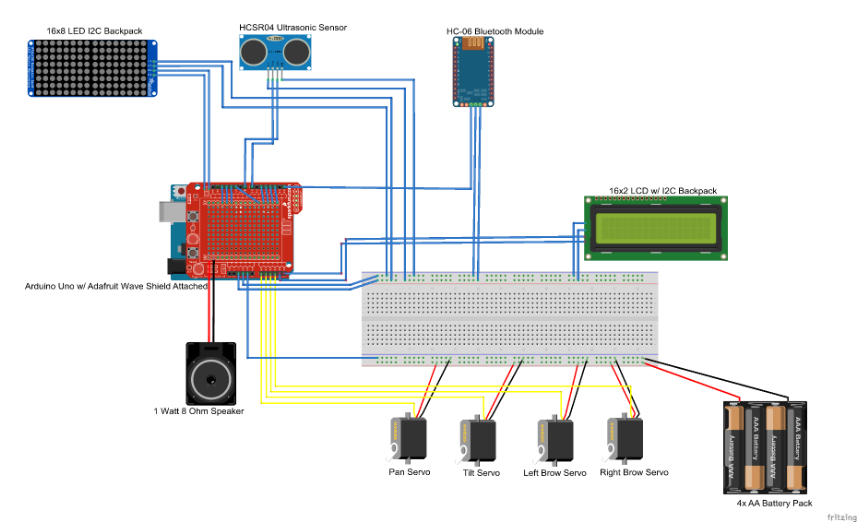 HCSR04 Ultrasonic Sensor
16x8 LED I2C Backpack
HC-06 Bluetooth Module
16x2 LCD w/ I2C Backpack
Arduino Uno w/ Adafruit Wave Shield Attached
1 Watt 8 Ohm Speaker
Pan Servo
Tilt Servo
Left Brow Servo
Right Brow Servo
AAA Battery
AAA Battery
AAA Battery
AAA Battery
4x AA Battery Pack
fritzing